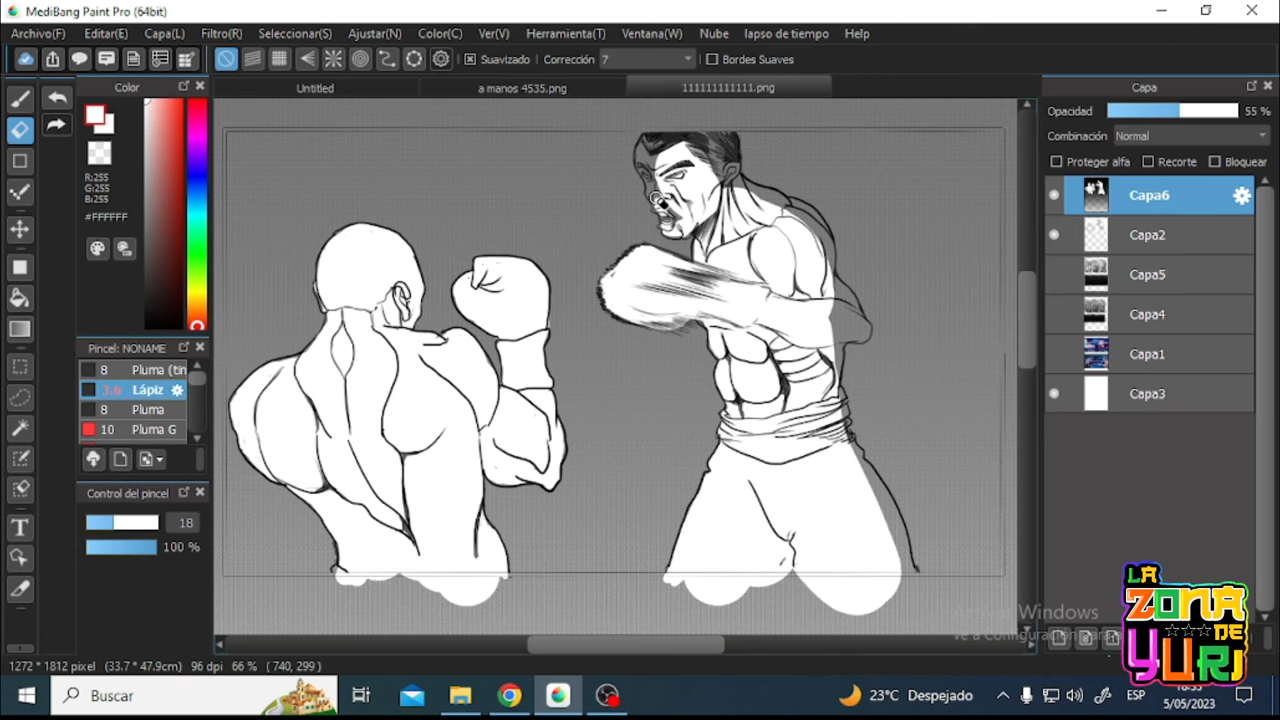 MediBang Paint Pro (64bit)
Archivo(F) Editar(E) Capa(L) Filtro(R) Seleccionar(S) Ajustar(N) Color(C) Ver(V) Herramienta(T) Ventana(W) Nube lapso de tiempo Help
Suavizado Corrección 7 Bordes Suaves
Color
Untitled a manos 4535.png 111111111111.png
Capa
Opacidad 55 %
Combinación Normal
Proteger alfa Recorte Bloquear
R:255
G:255
B:255
#FFFFFF
Capa6
Capa2
Capa5
Capa4
Capa1
Capa3
Pincel: NONAME
8 Pluma (tin
3.6 Lápiz
8 Pluma
10 Pluma G
Control del pincel
18
100 %
T
LA
ZONA
DE
YURI
1272 * 1812 pixel (33.7 * 47.9cm) 96 dpi 66 % (740, 299)
Buscar
23°C Despejado
ESP
5/05/2023